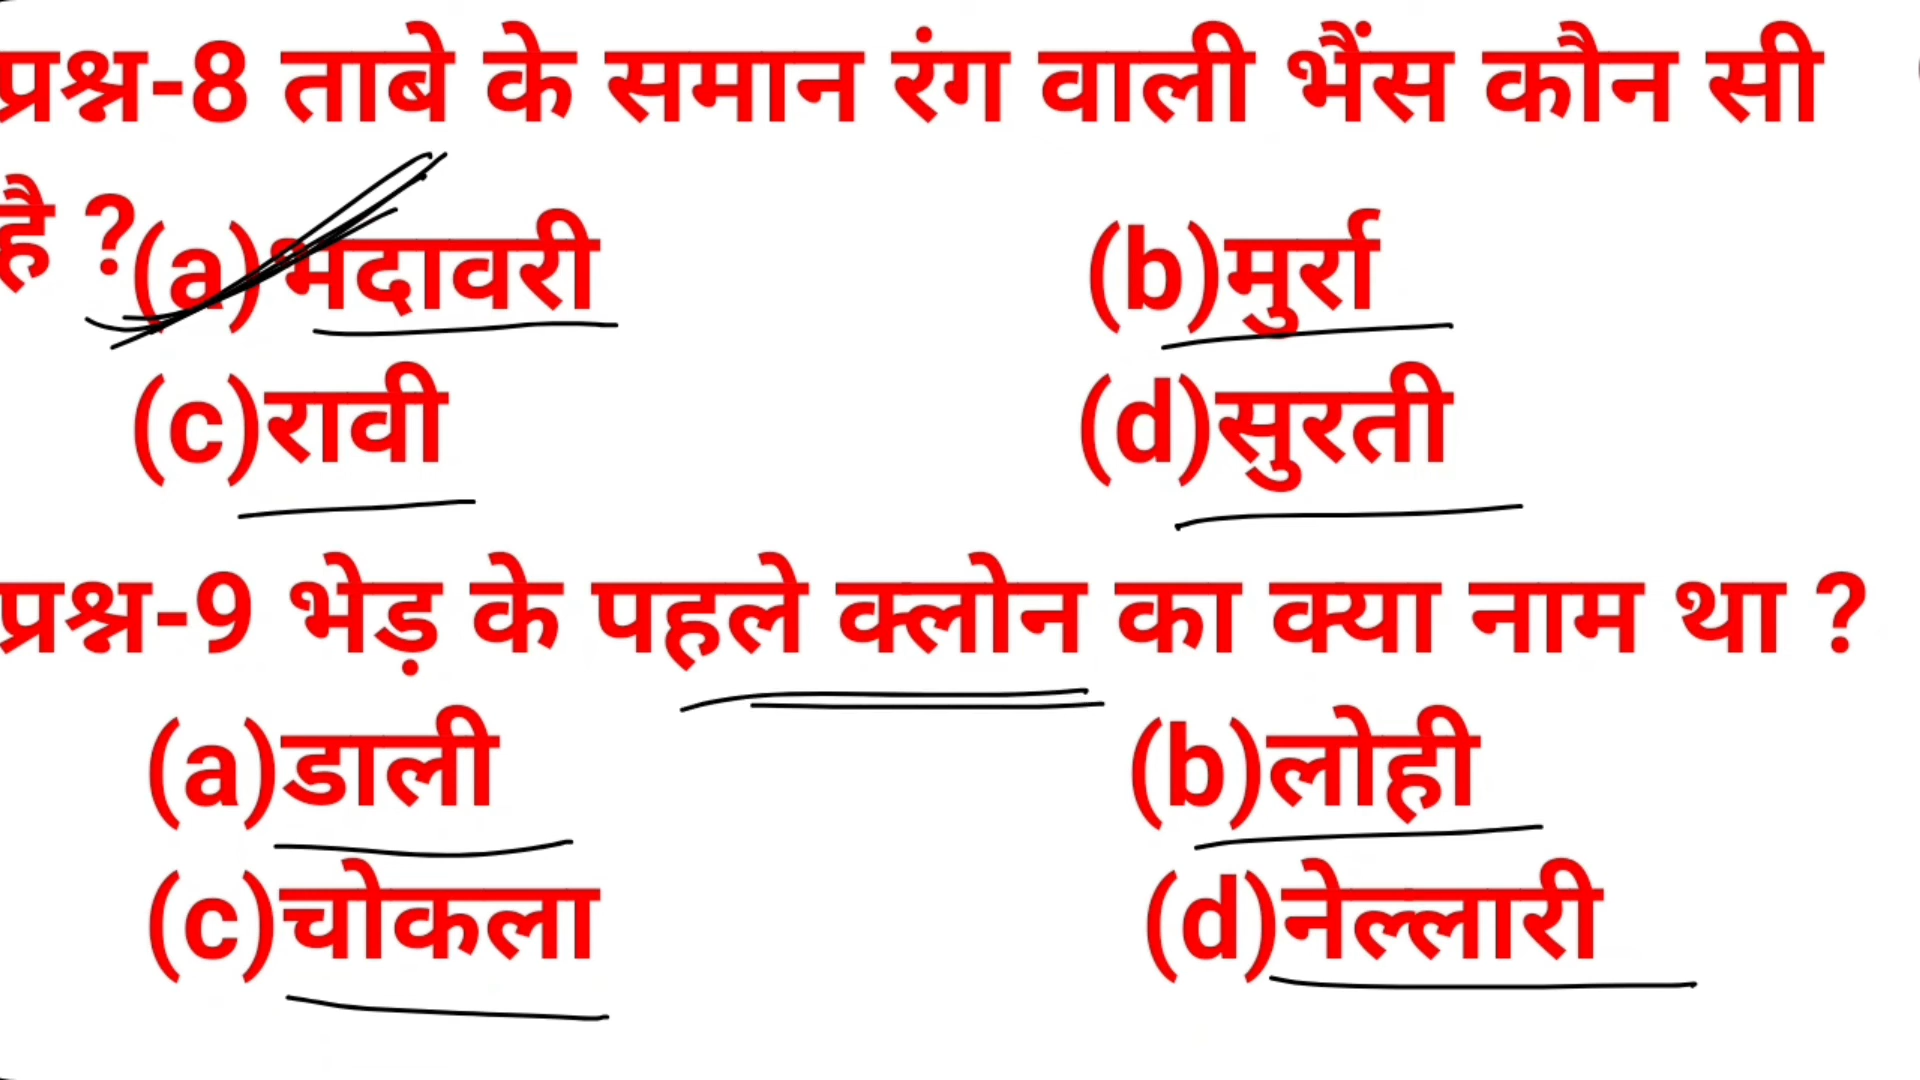 प्रश्न-8 ताबे के समान रंग वाली भैंस कौन सी
है ?
(a)भदावरी (b)मुर्रा
(c)रावी (d)सुरती
प्रश्न-9 भेड़ के पहले क्लोन का क्या नाम था ?
(a)डाली (b)लोही
(c)चोकला (d)नेल्लारी